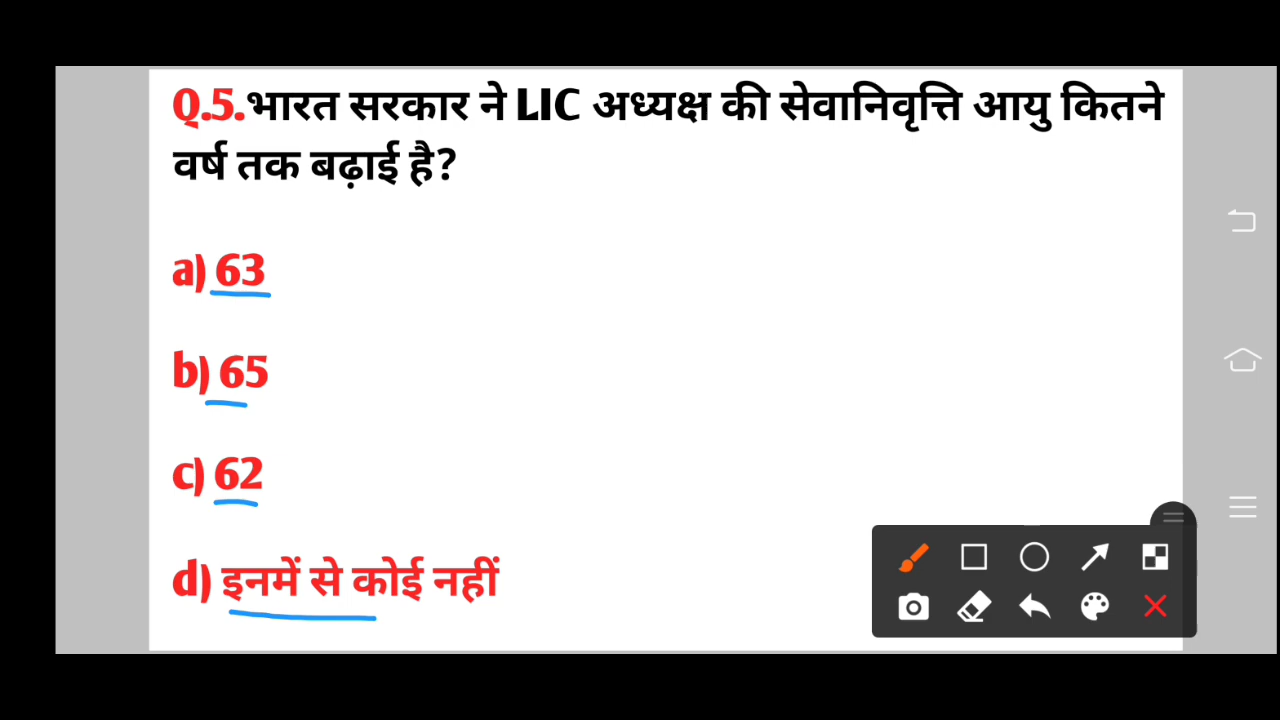 Q.5.भारत सरकार ने LIC अध्यक्ष की सेवानिवृत्ति आयु कितने
वर्ष तक बढ़ाई है?
a) 63
b) 65
c) 62
d) इनमें से कोई नहीं